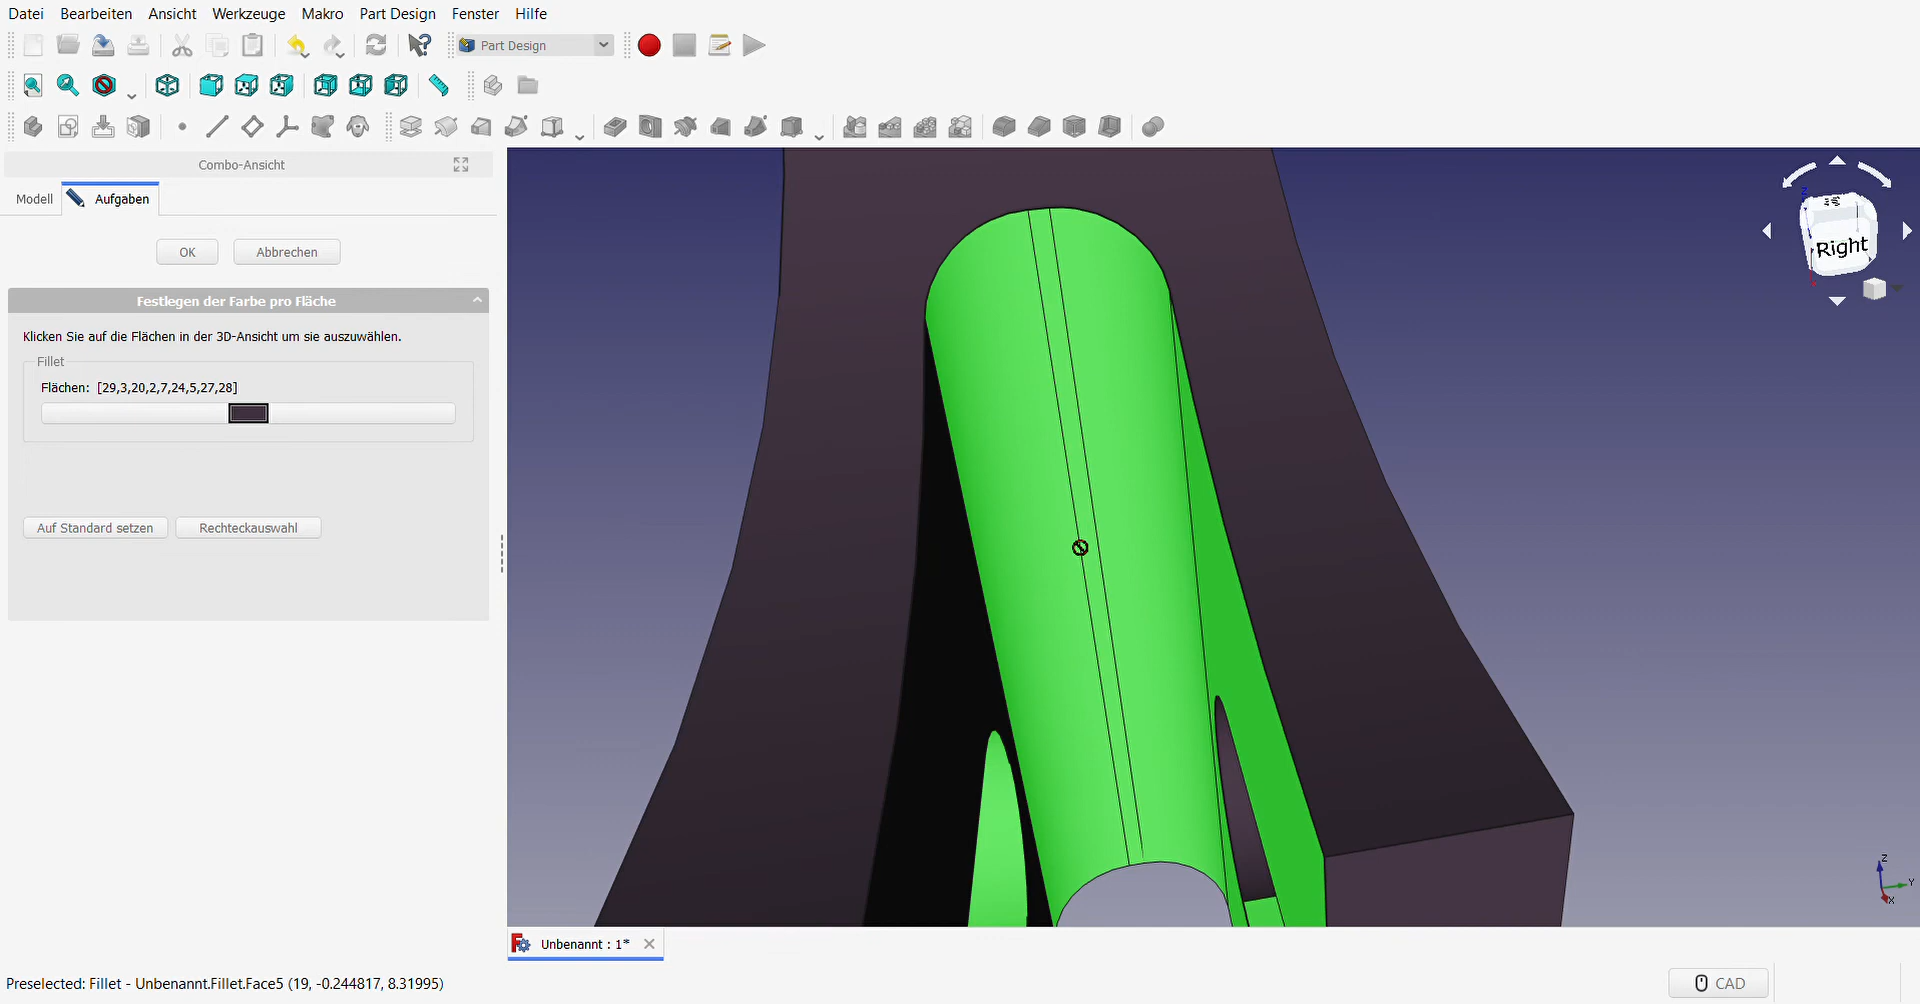 Datei Bearbeiten Ansicht Werkzeuge Makro Part Design Fenster Hilfe
Part Design
Combo-Ansicht
Modell Aufgaben
OK Abbrechen
Festlegen der Farbe pro Fläche
Klicken Sie auf die Flächen in der 3D-Ansicht um sie auszuwählen.
Fillet
Flächen: [29,3,20,2,7,24,5,27,28]
Auf Standard setzen Rechteckauswahl
Z
Right
Z
Y
X
Unbenannt : 1*
Preselected: Fillet - Unbenannt.Fillet.Face5 (19, -0.244817, 8.31995)
CAD